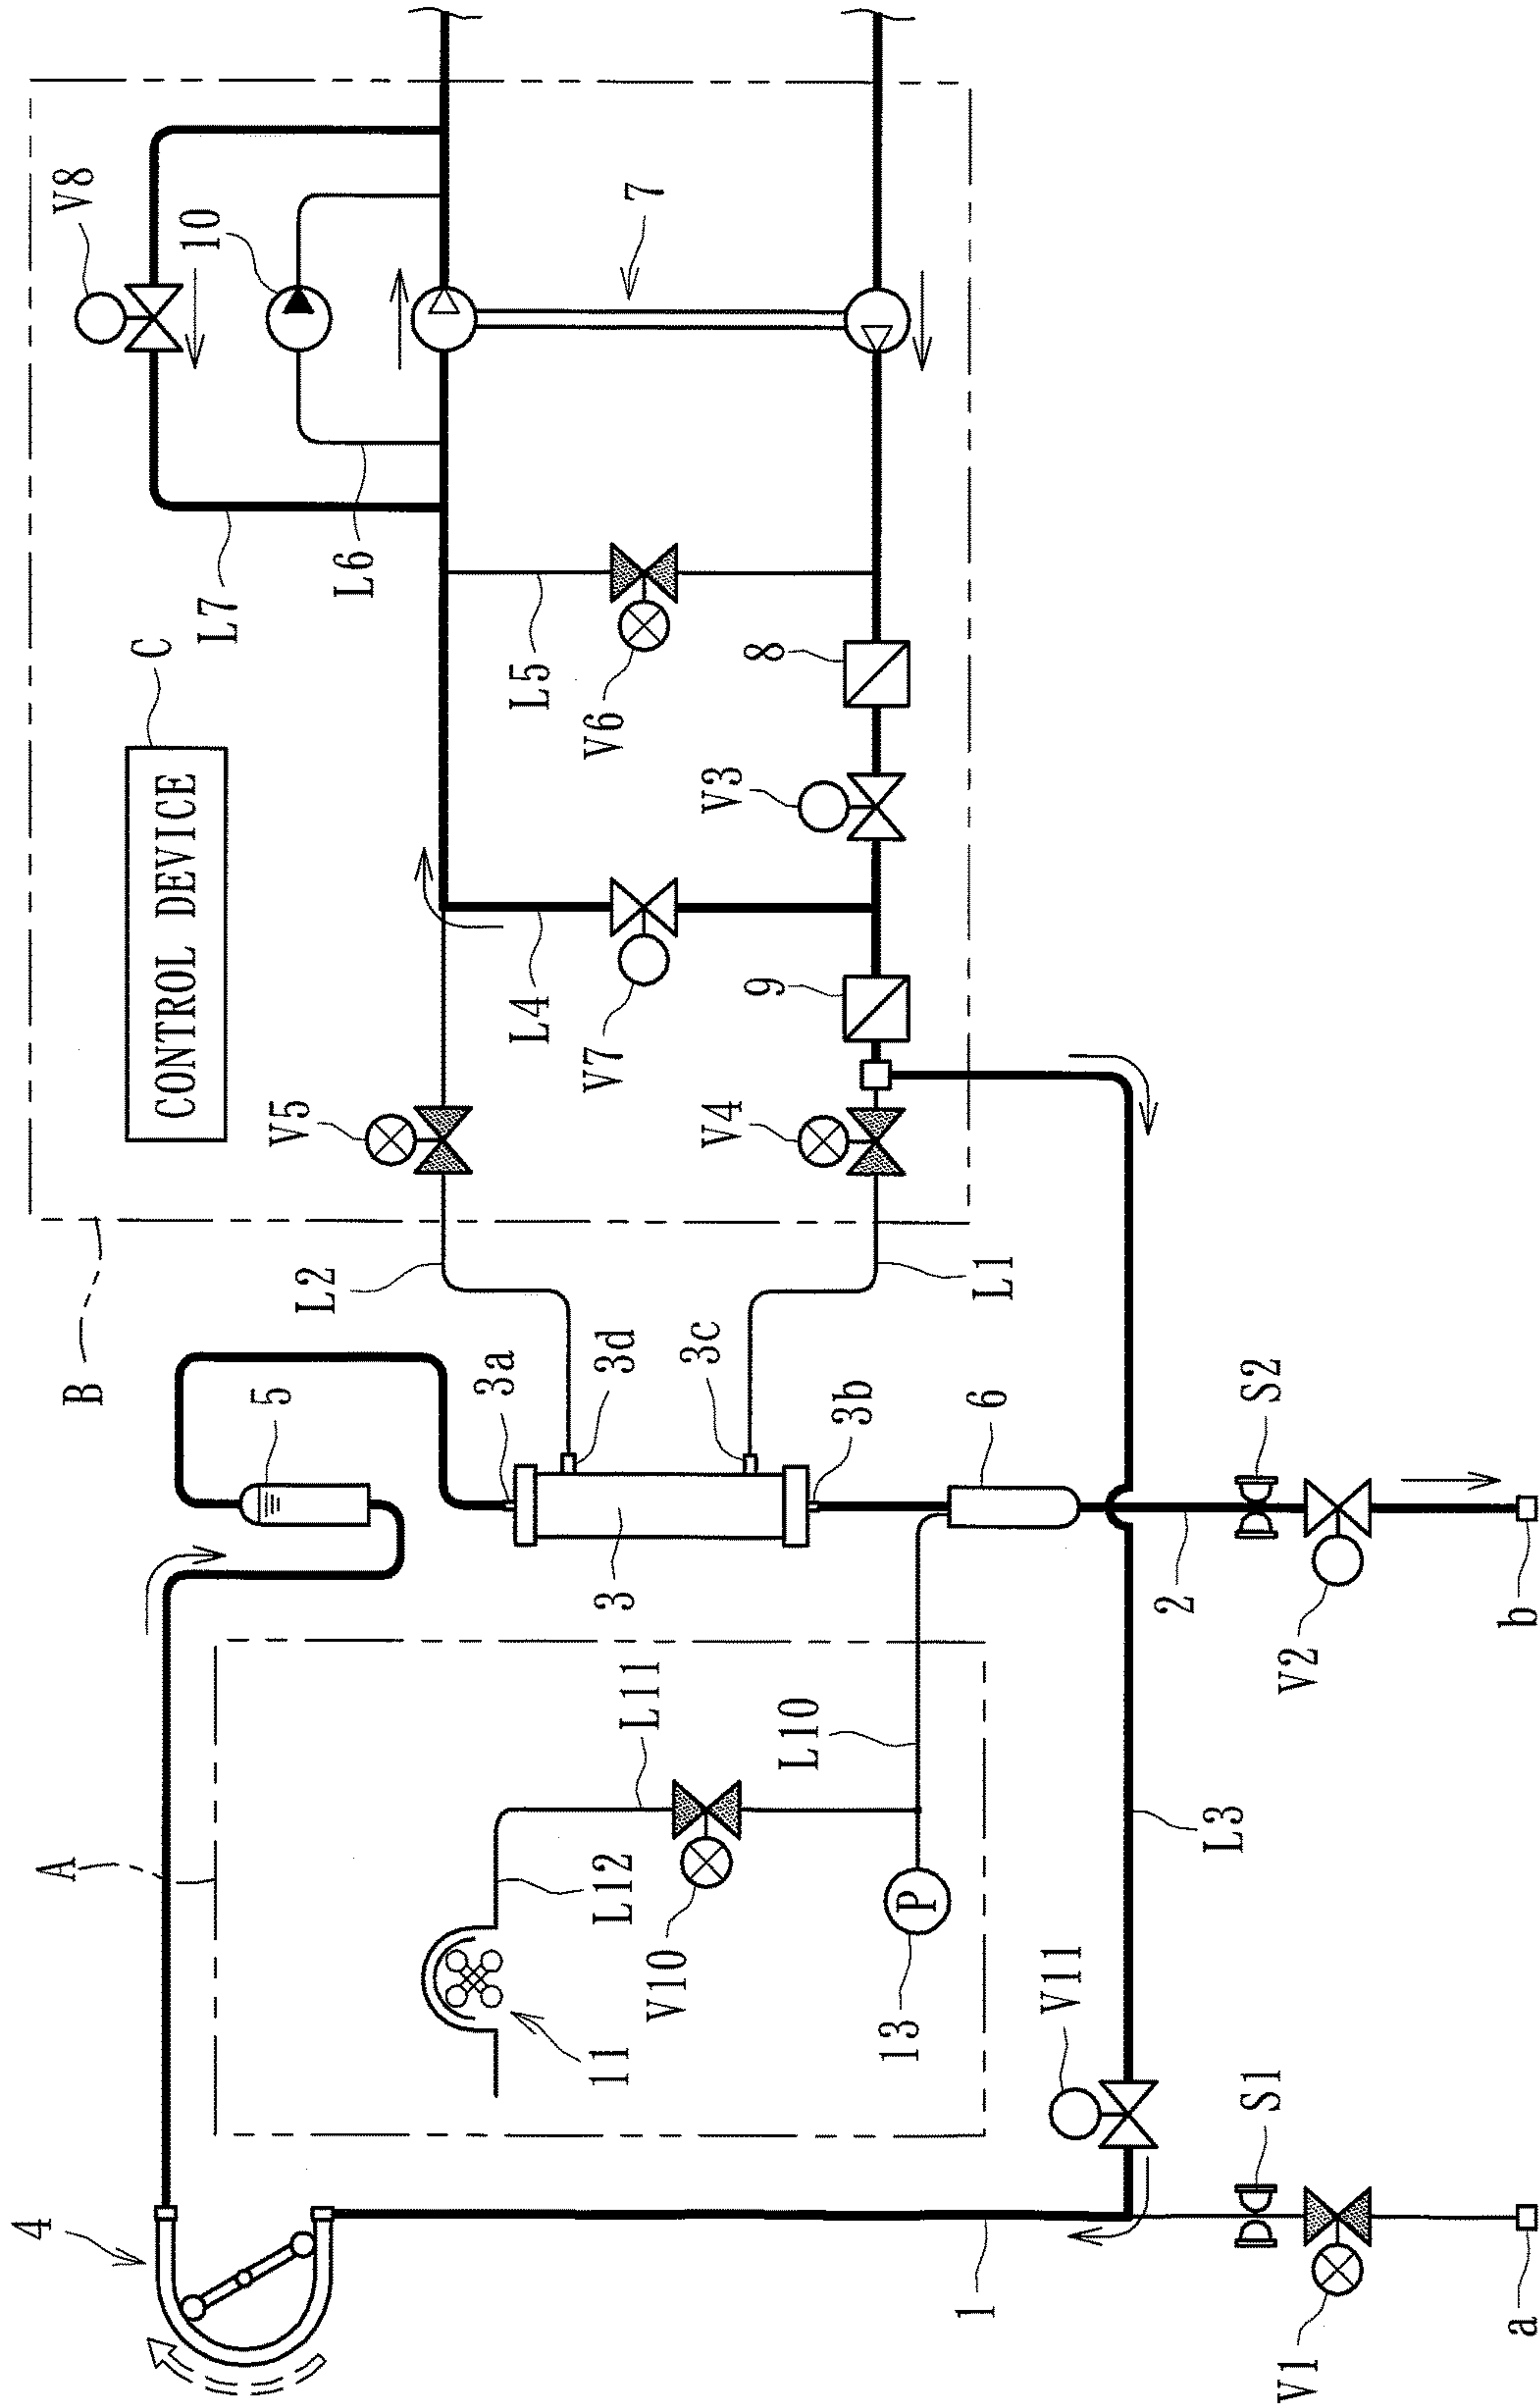 4
A
B
5
L2
V5
CONTROL DEVICE
C
L7
L6
10
V8
3a
3d
3
3c
3b
6
11
L12
L11
V10
13
P
L10
L4
V7
L5
V6
7
9
V4
V3
8
L1
V11
L3
2
S2
V2
b
1
S1
V1
a